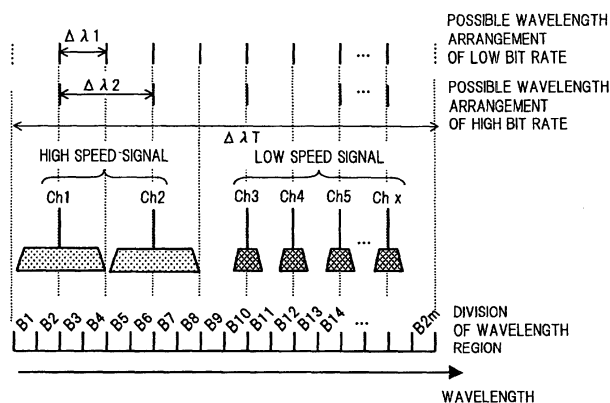 Δλ1
POSSIBLE WAVELENGTH
ARRANGEMENT
OF LOW BIT RATE
Δλ2
POSSIBLE WAVELENGTH
ARRANGEMENT
OF HIGH BIT RATE
ΔλT
HIGH SPEED SIGNAL
LOW SPEED SIGNAL
Ch1 Ch2 Ch3 Ch4 Ch5 Ch x
B1 B2 B3 B4 B5 B6 B7 B8 B9 B10 B11 B12 B13 B14 ... B2m
DIVISION
OF WAVELENGTH
REGION
WAVELENGTH